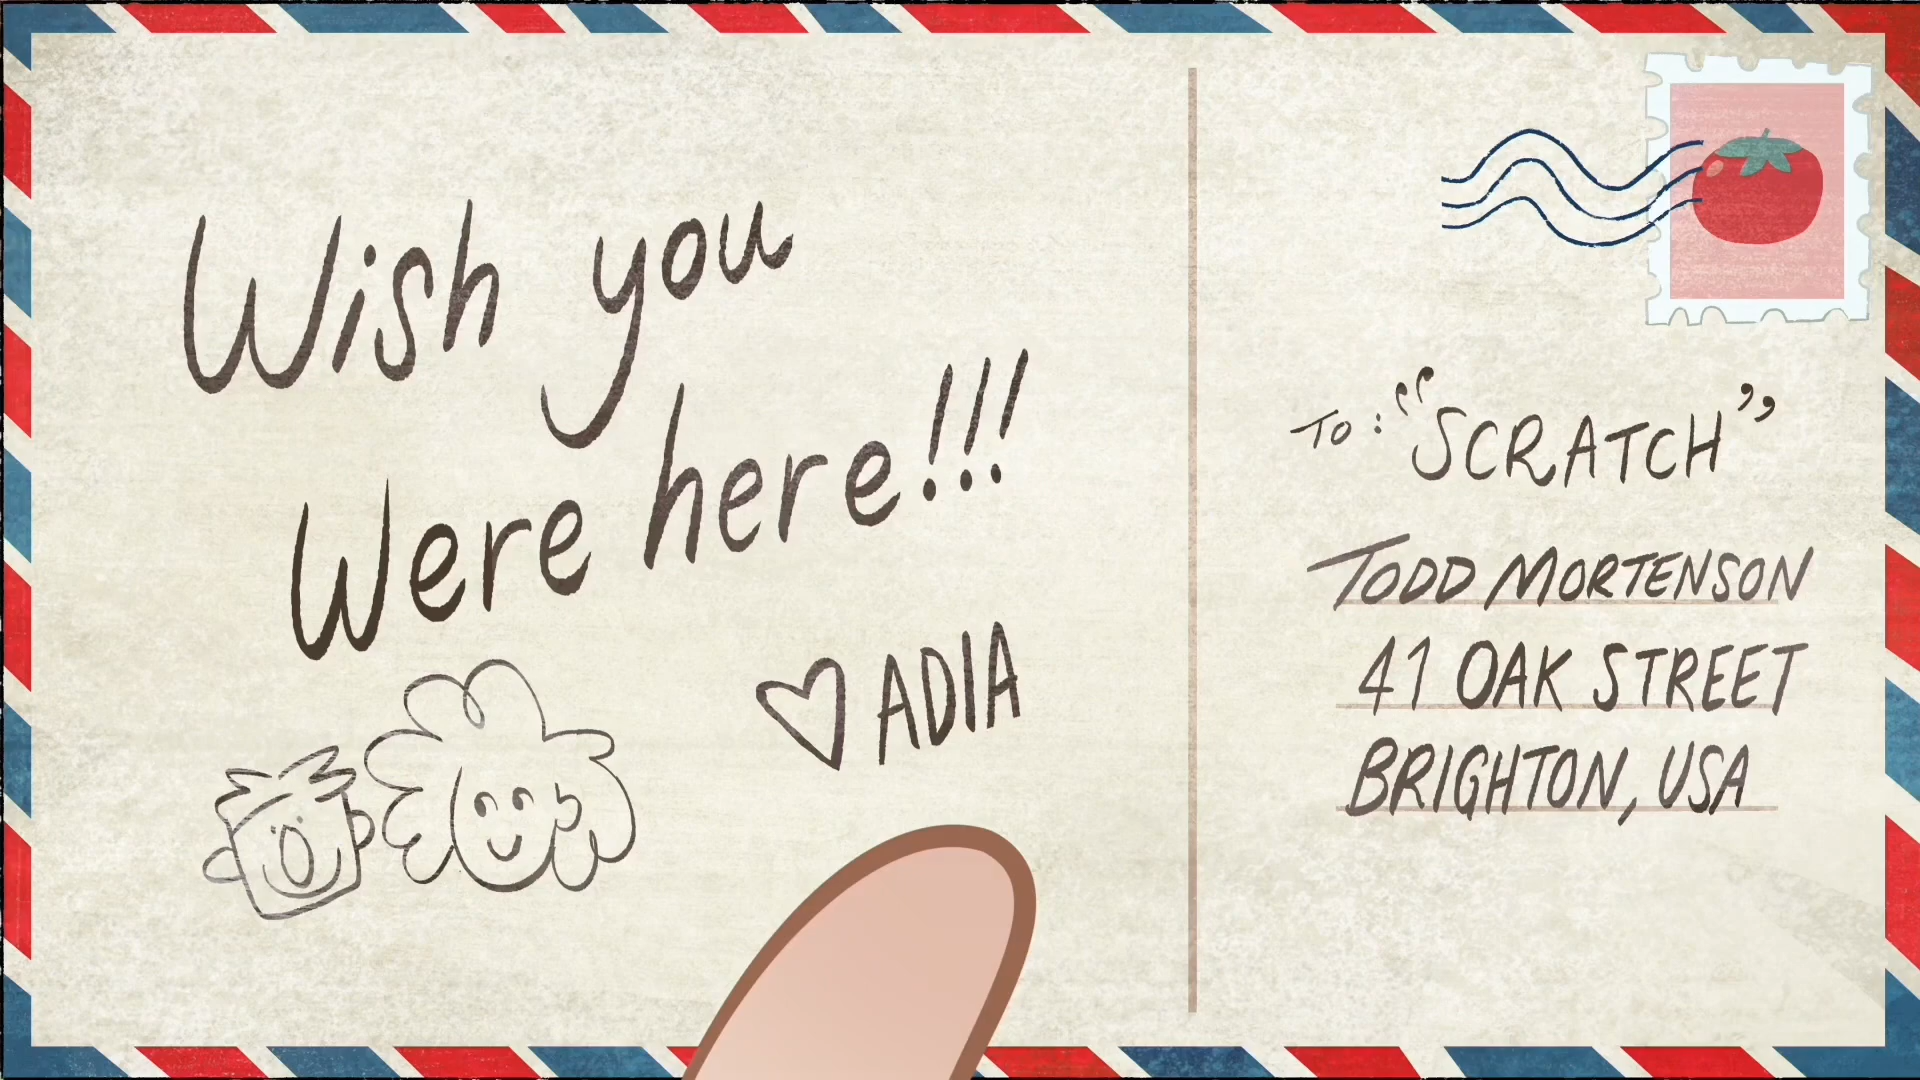 Wish you
Were here!!!
♡ ADIA
To: "SCRATCH"
TODD MORTENSON
41 OAK STREET
BRIGHTON, USA